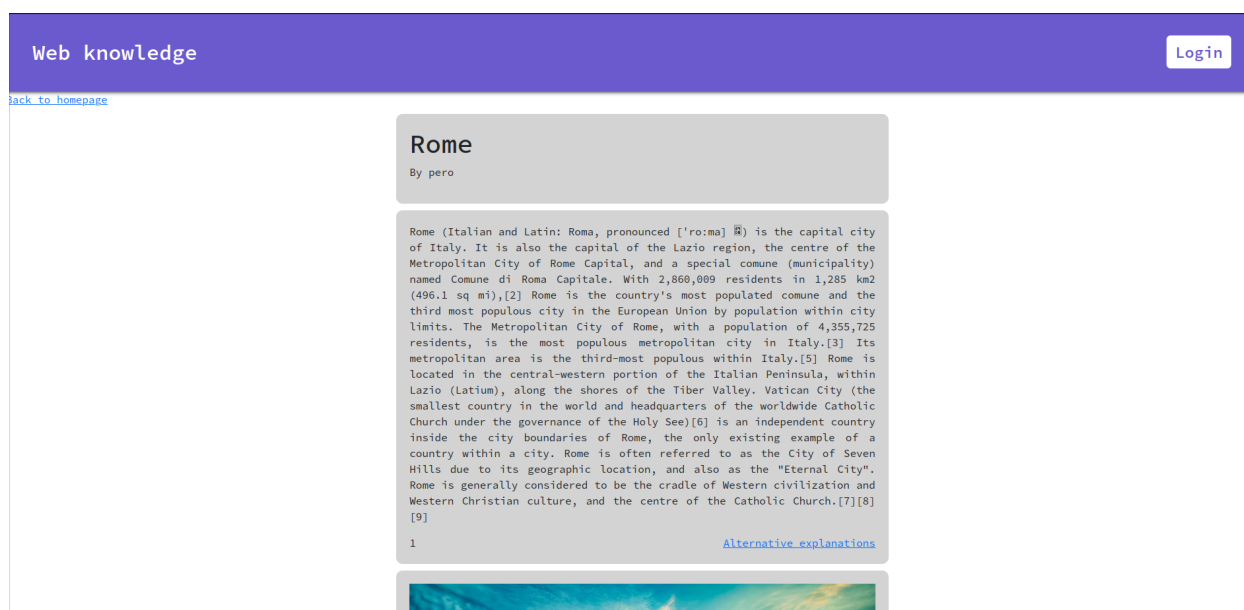 Web knowledge
Login
Back to homepage
Rome
By pero
Rome (Italian and Latin: Roma, pronounced ['ro:ma] ) is the capital city
of Italy. It is also the capital of the Lazio region, the centre of the
Metropolitan City of Rome Capital, and a special comune (municipality)
named Comune di Roma Capitale. With 2,860,009 residents in 1,285 km2
(496.1 sq mi),[2] Rome is the country's most populated comune and the
third most populous city in the European Union by population within city
limits. The Metropolitan City of Rome, with a population of 4,355,725
residents, is the most populous metropolitan city in Italy.[3] Its
metropolitan area is the third-most populous within Italy.[5] Rome is
located in the central-western portion of the Italian Peninsula, within
Lazio (Latium), along the shores of the Tiber Valley. Vatican City (the
smallest country in the world and headquarters of the worldwide Catholic
Church under the governance of the Holy See)[6] is an independent country
inside the city boundaries of Rome, the only existing example of a
country within a city. Rome is often referred to as the City of Seven
Hills due to its geographic location, and also as the "Eternal City".
Rome is generally considered to be the cradle of Western civilization and
Western Christian culture, and the centre of the Catholic Church.[7][8]
[9]
1
Alternative explanations